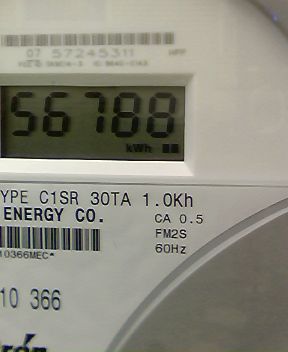 07 57245311
56788
kWh
YPE C1SR 30TA 1.0Kh
ENERGY CO.
CA 0.5
FM2S
60Hz
10366MEC*
10 366